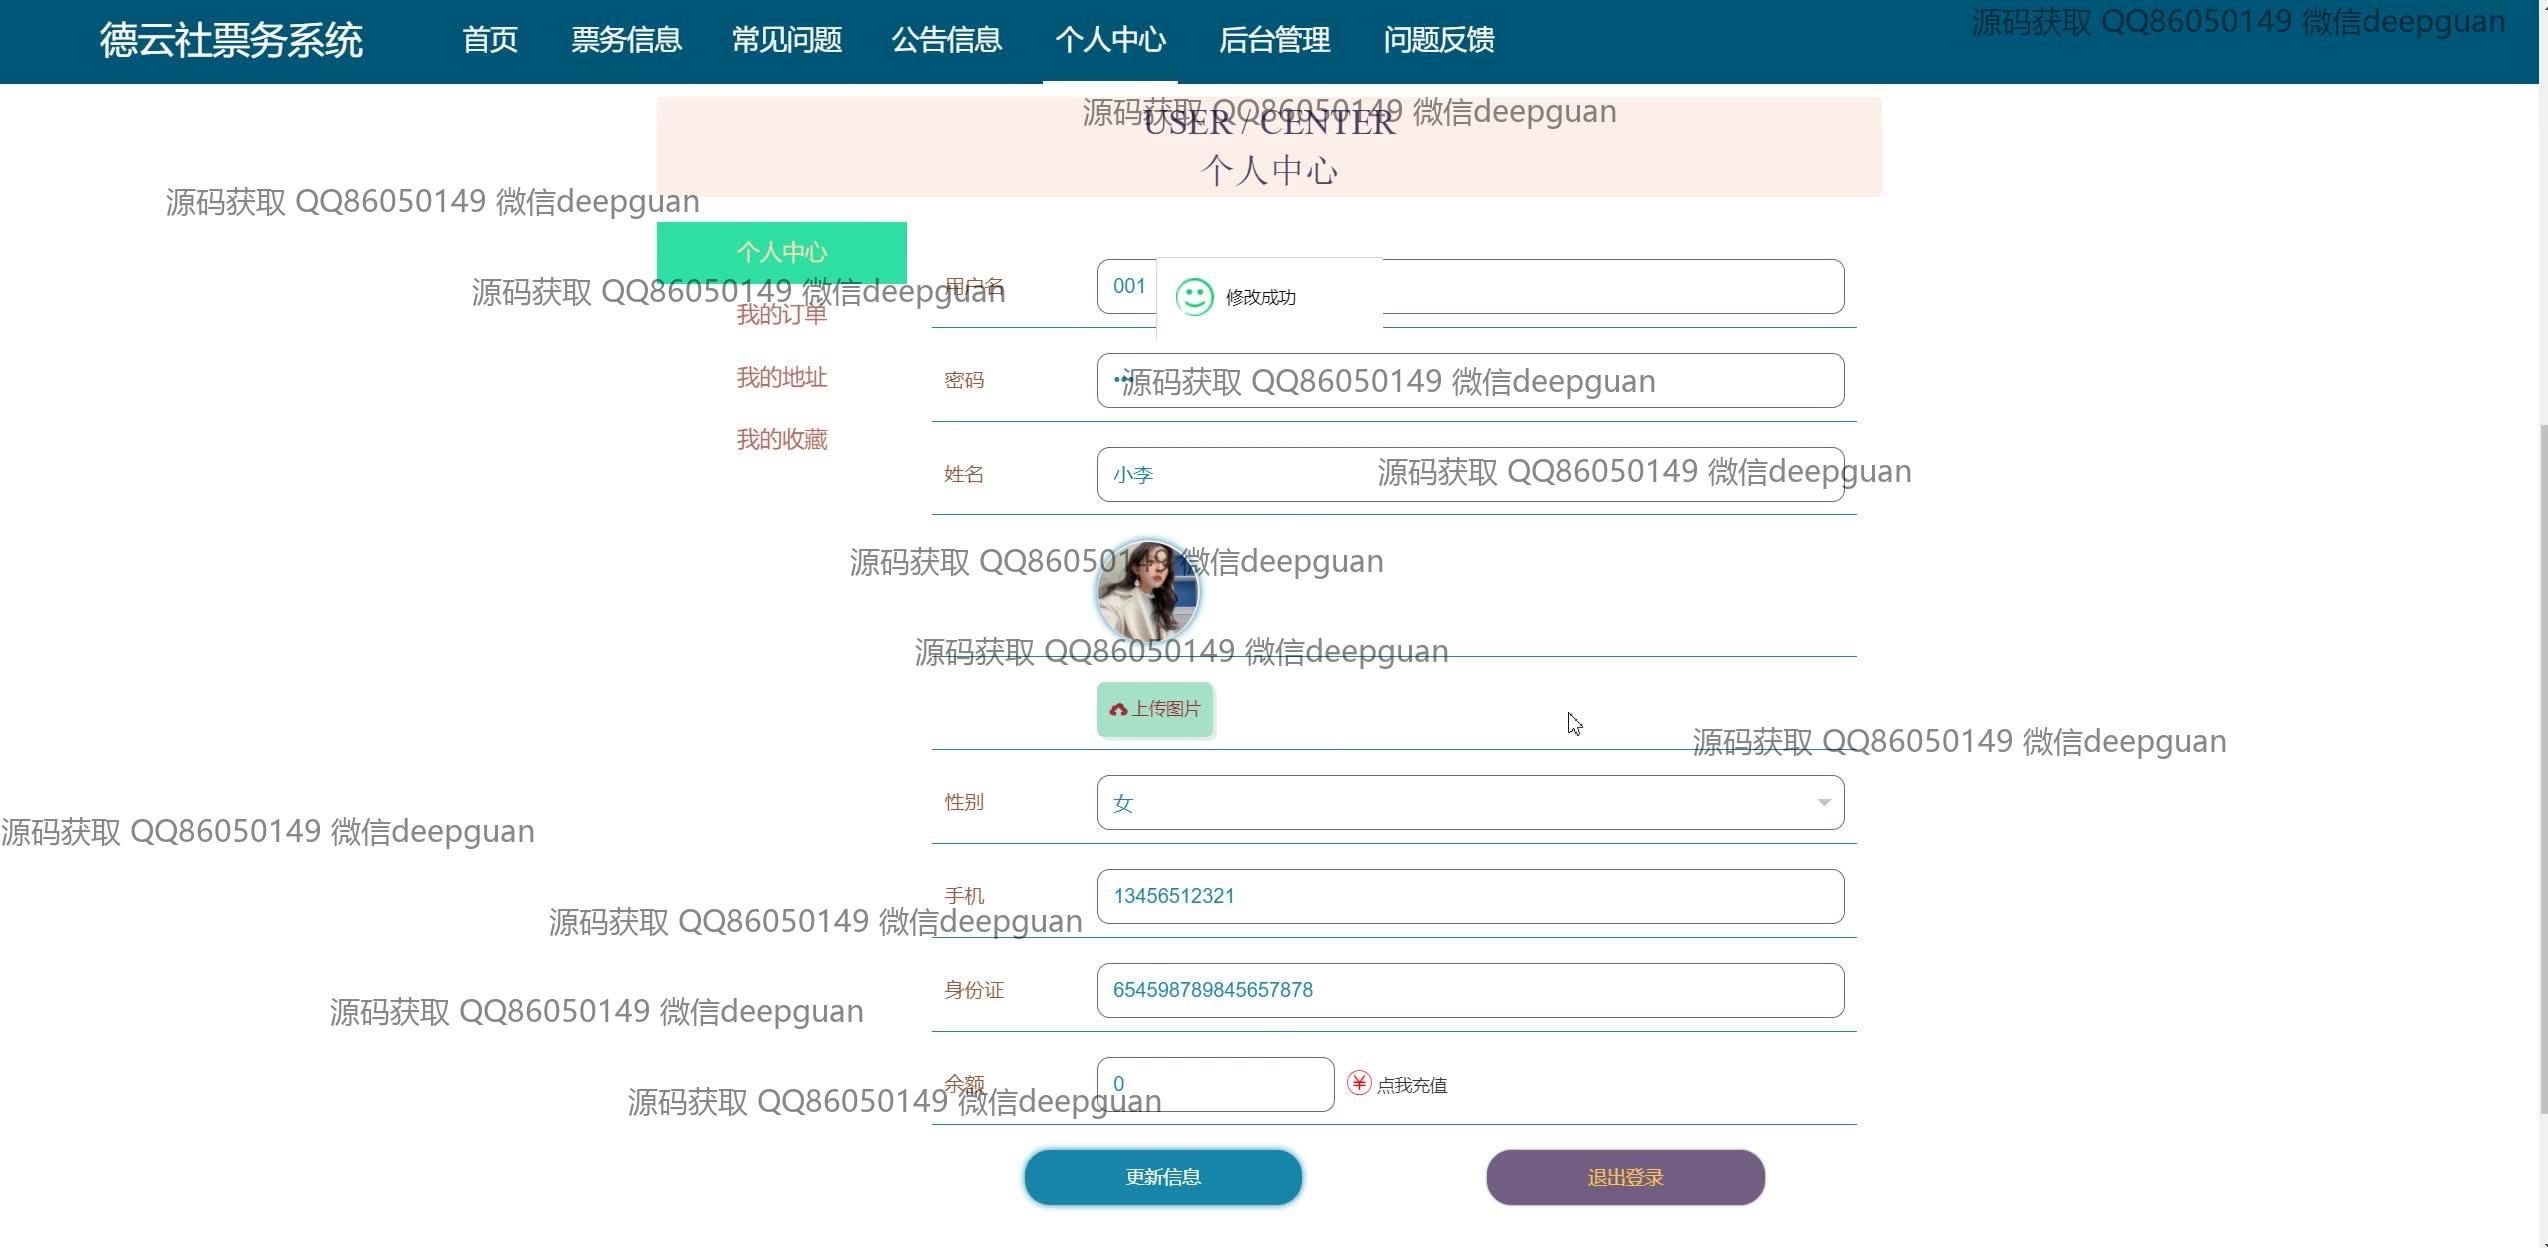 德云社票务系统 首页 票务信息 常见问题 公告信息 个人中心 后台管理 问题反馈
源码获取 QQ86050149 微信deepguan
源码获取 QQ86050149 微信deepguan
USER / CENTER
个人中心
源码获取 QQ86050149 微信deepguan
个人中心
源码获取 QQ86050149 微信deepguan
用户名 001
修改成功
我的订单
我的地址
密码 •••
源码获取 QQ86050149 微信deepguan
我的收藏
姓名 小李
源码获取 QQ86050149 微信deepguan
源码获取 QQ86050149 微信deepguan
源码获取 QQ86050149 微信deepguan
上传图片
源码获取 QQ86050149 微信deepguan
性别 女
源码获取 QQ86050149 微信deepguan
手机 13456512321
源码获取 QQ86050149 微信deepguan
身份证 654598789845657878
源码获取 QQ86050149 微信deepguan
余额 0 ¥ 点我充值
源码获取 QQ86050149 微信deepguan
更新信息 退出登录